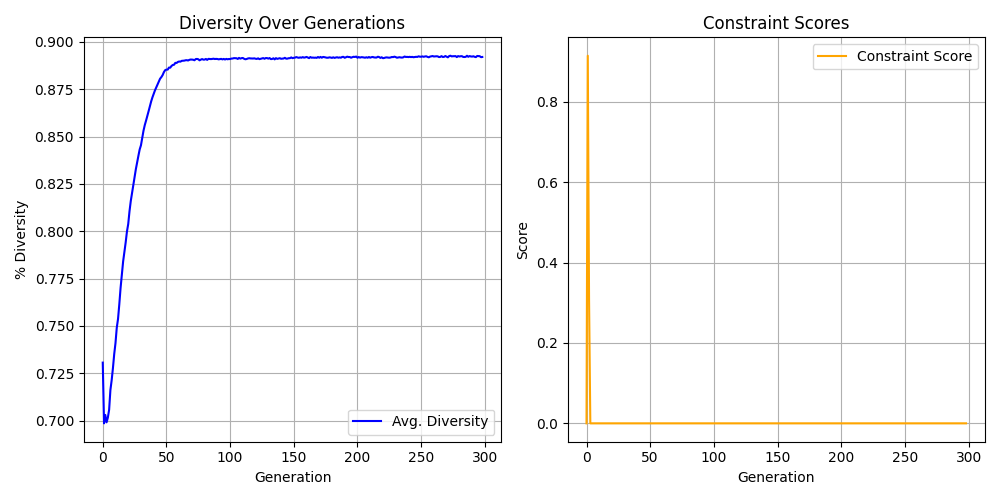 Diversity Over Generations
% Diversity
0.900
0.875
0.850
0.825
0.800
0.775
0.750
0.725
0.700
Avg. Diversity
0 50 100 150 200 250 300
Generation
Constraint Scores
Score
0.8
0.6
0.4
0.2
0.0
Constraint Score
0 50 100 150 200 250 300
Generation